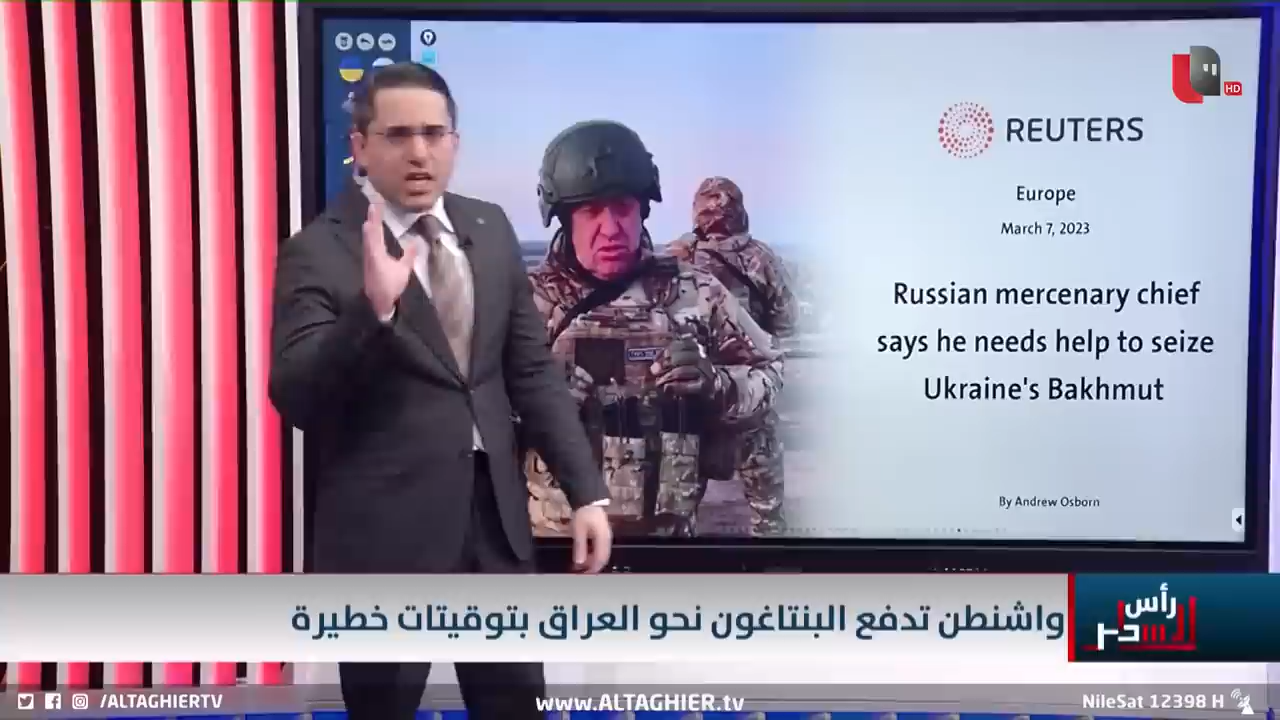 HD
REUTERS
Europe
March 7, 2023
Russian mercenary chief
says he needs help to seize
Ukraine's Bakhmut
By Andrew Osborn
واشنطن تدفع البنتاغون نحو العراق بتوقيتات خطيرة
رأس
السطر
/ALTAGHIERTV
www.ALTAGHIER.tv
NileSat 12398 H